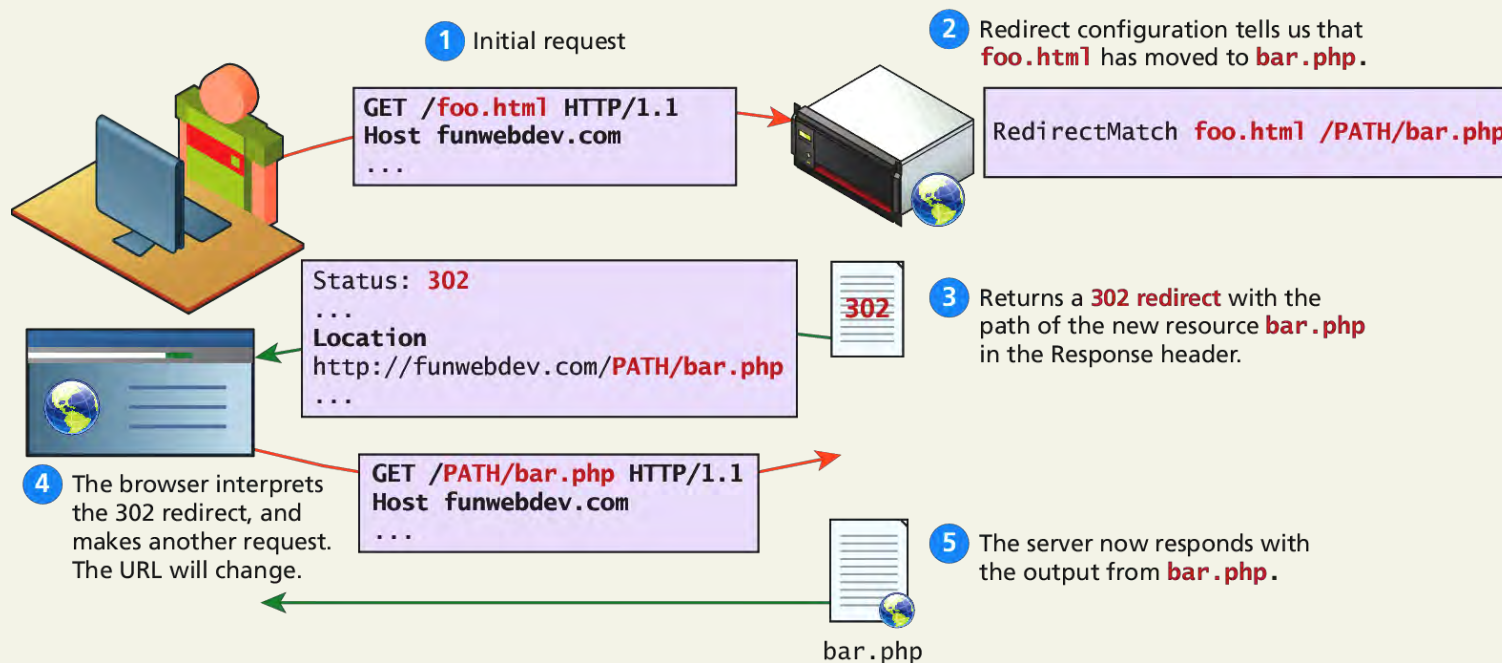 1 Initial request
GET /foo.html HTTP/1.1
Host funwebdev.com
...
2 Redirect configuration tells us that
foo.html has moved to bar.php.
RedirectMatch foo.html /PATH/bar.php
Status: 302
...
Location
http://funwebdev.com/PATH/bar.php
...
302
3 Returns a 302 redirect with the
path of the new resource bar.php
in the Response header.
4 The browser interprets
the 302 redirect, and
makes another request.
The URL will change.
GET /PATH/bar.php HTTP/1.1
Host funwebdev.com
...
5 The server now responds with
the output from bar.php.
bar.php